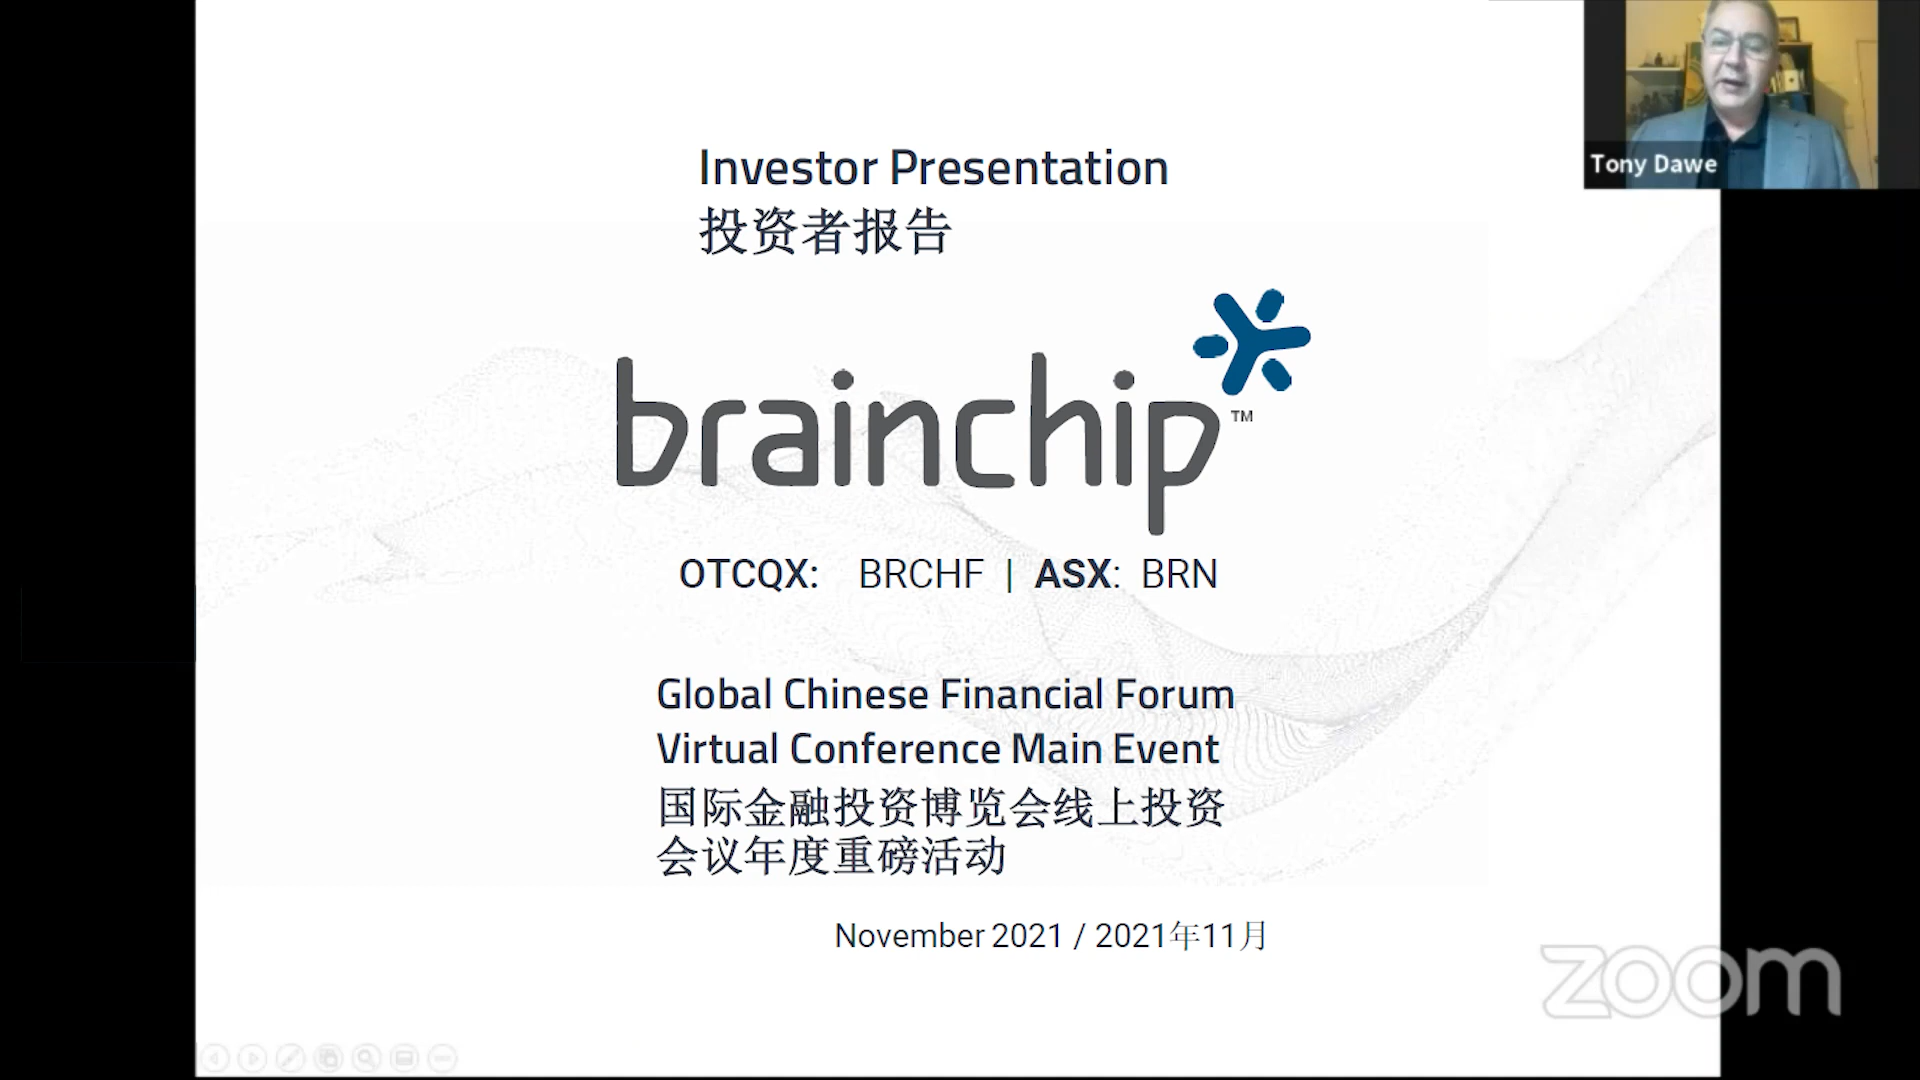 Investor Presentation
投资者报告
Tony Dawe
brainchip™
OTCQX: BRCHF | ASX: BRN
Global Chinese Financial Forum
Virtual Conference Main Event
国际金融投资博览会线上投资
会议年度重磅活动
November 2021 / 2021年11月
zoom